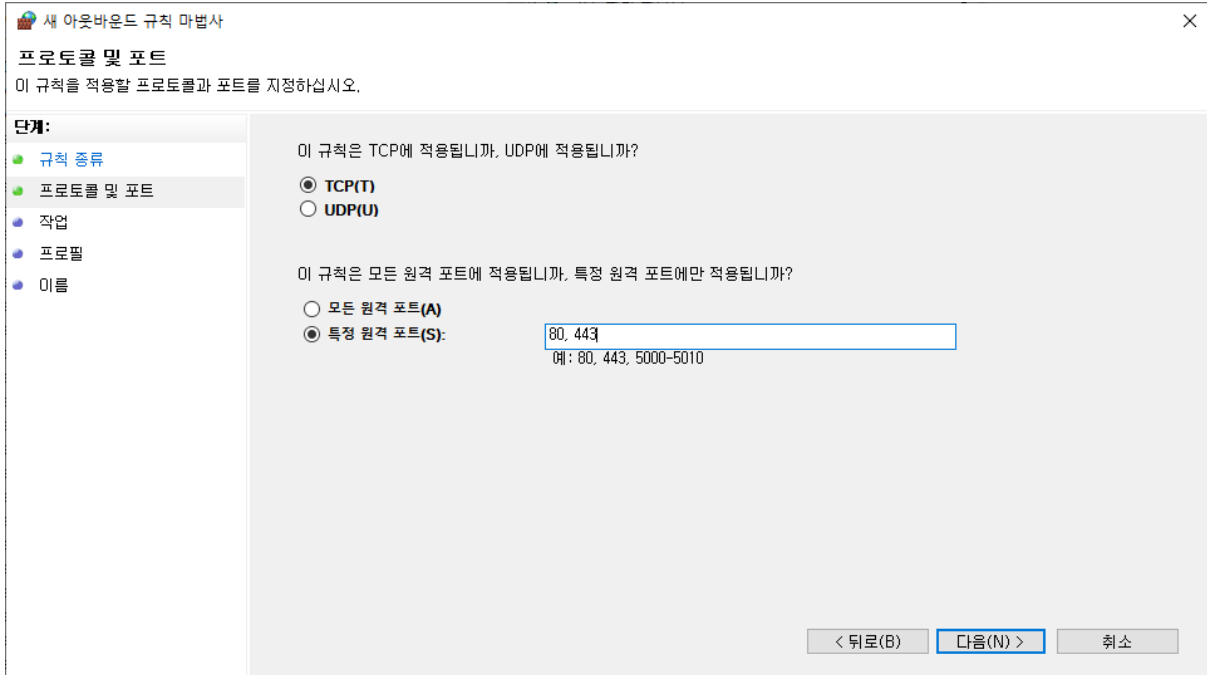 새 아웃바운드 규칙 마법사
프로토콜 및 포트
이 규칙을 적용할 프로토콜과 포트를 지정하십시오.
단계:
규칙 종류
프로토콜 및 포트
작업
프로필
이름
이 규칙은 TCP에 적용됩니까, UDP에 적용됩니까?
TCP(T)
UDP(U)
이 규칙은 모든 원격 포트에 적용됩니까, 특정 원격 포트에만 적용됩니까?
모든 원격 포트(A)
특정 원격 포트(S): 80, 443
예: 80, 443, 5000-5010
< 뒤로(B) 다음(N) > 취소